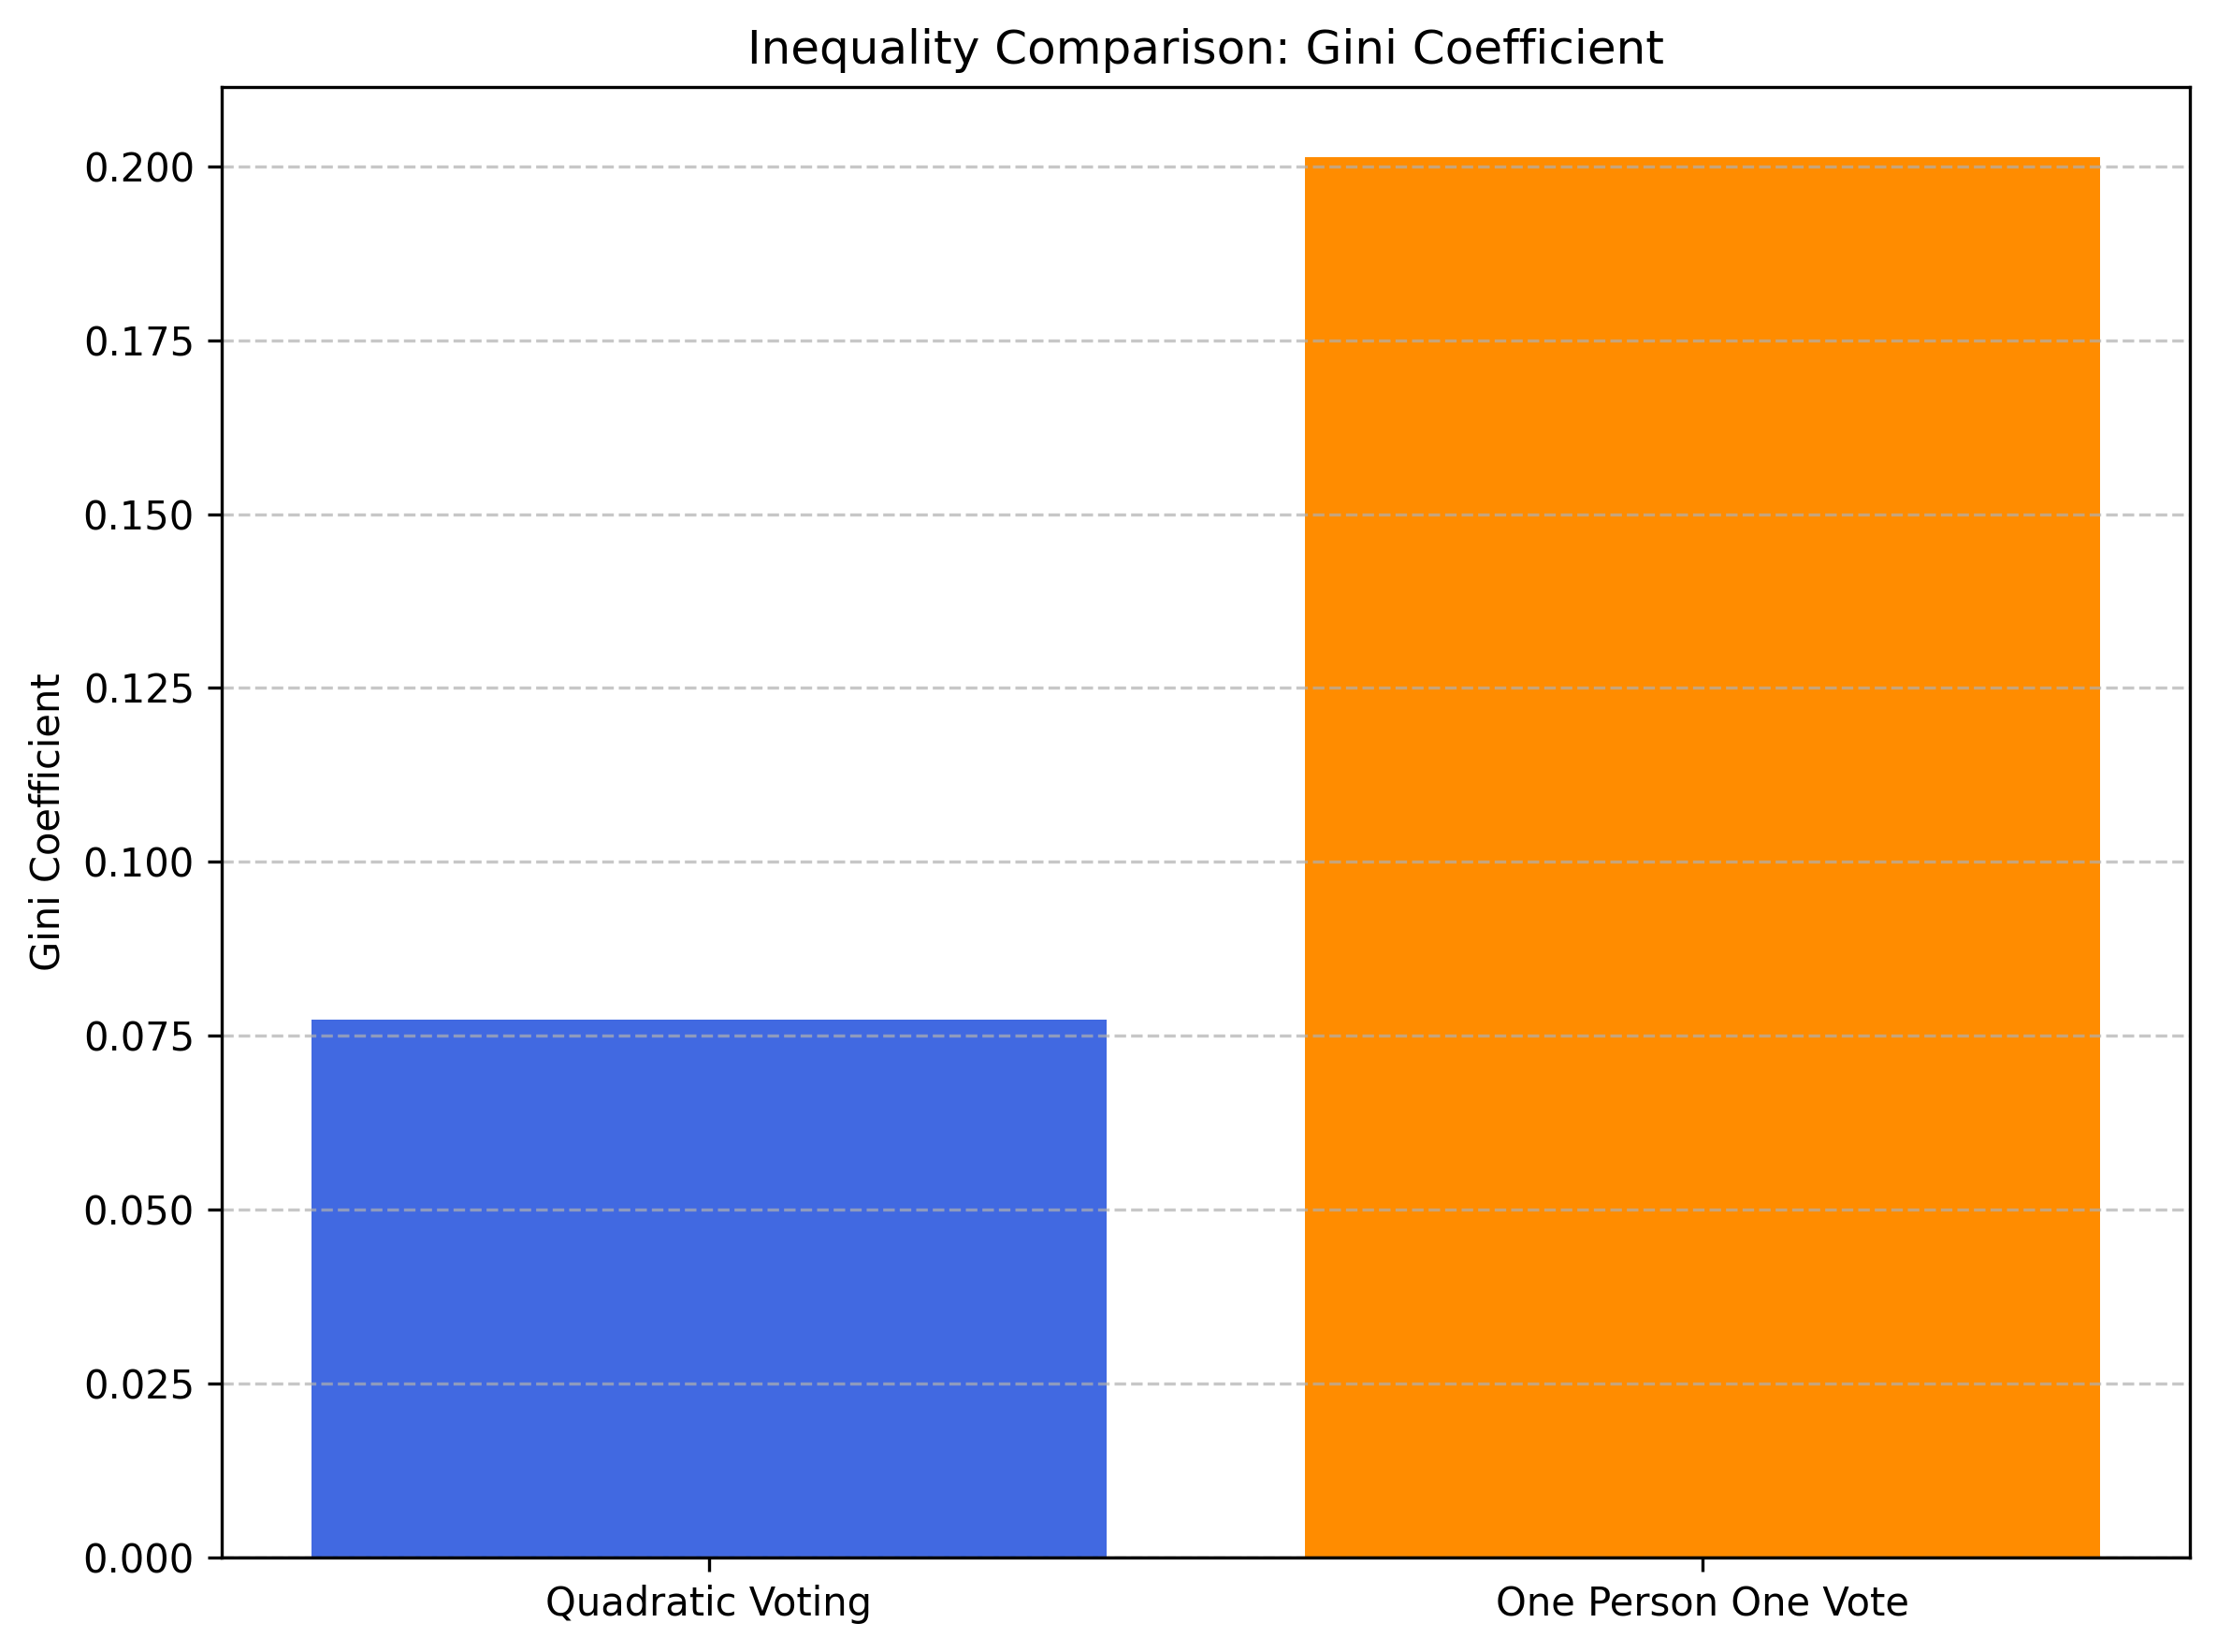 Inequality Comparison: Gini Coefficient
Gini Coefficient
0.200
0.175
0.150
0.125
0.100
0.075
0.050
0.025
0.000
Quadratic Voting
One Person One Vote